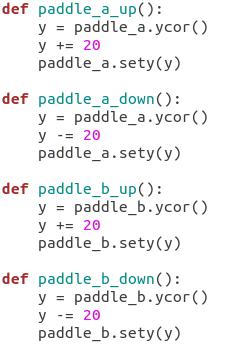 def paddle_a_up():
    y = paddle_a.ycor()
    y += 20
    paddle_a.sety(y)

def paddle_a_down():
    y = paddle_a.ycor()
    y -= 20
    paddle_a.sety(y)

def paddle_b_up():
    y = paddle_b.ycor()
    y += 20
    paddle_b.sety(y)

def paddle_b_down():
    y = paddle_b.ycor()
    y -= 20
    paddle_b.sety(y)